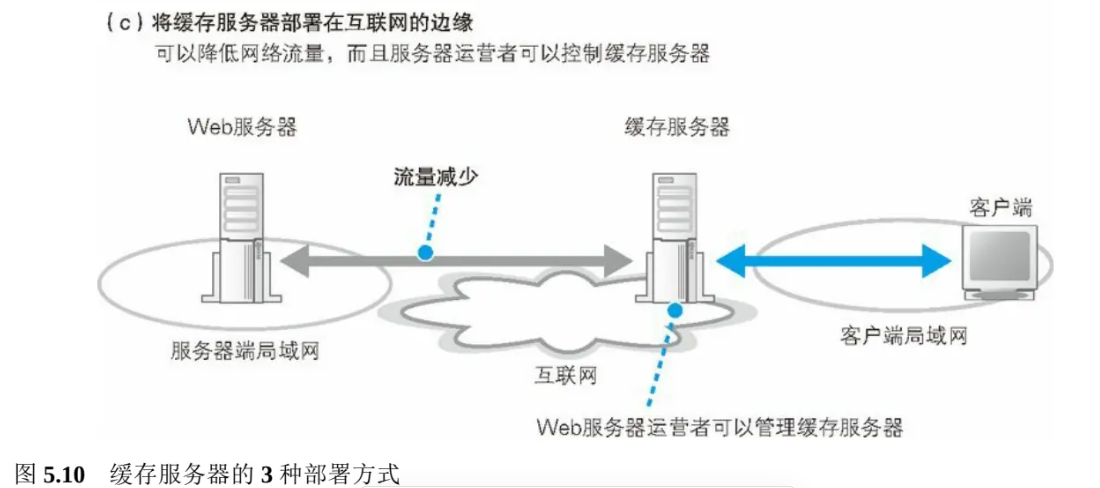 （c）将缓存服务器部署在互联网的边缘
可以降低网络流量，而且服务器运营者可以控制缓存服务器
Web服务器
缓存服务器
流量减少
客户端
服务器端局域网
客户端局域网
互联网
Web服务器运营者可以管理缓存服务器
图 5.10 缓存服务器的 3 种部署方式